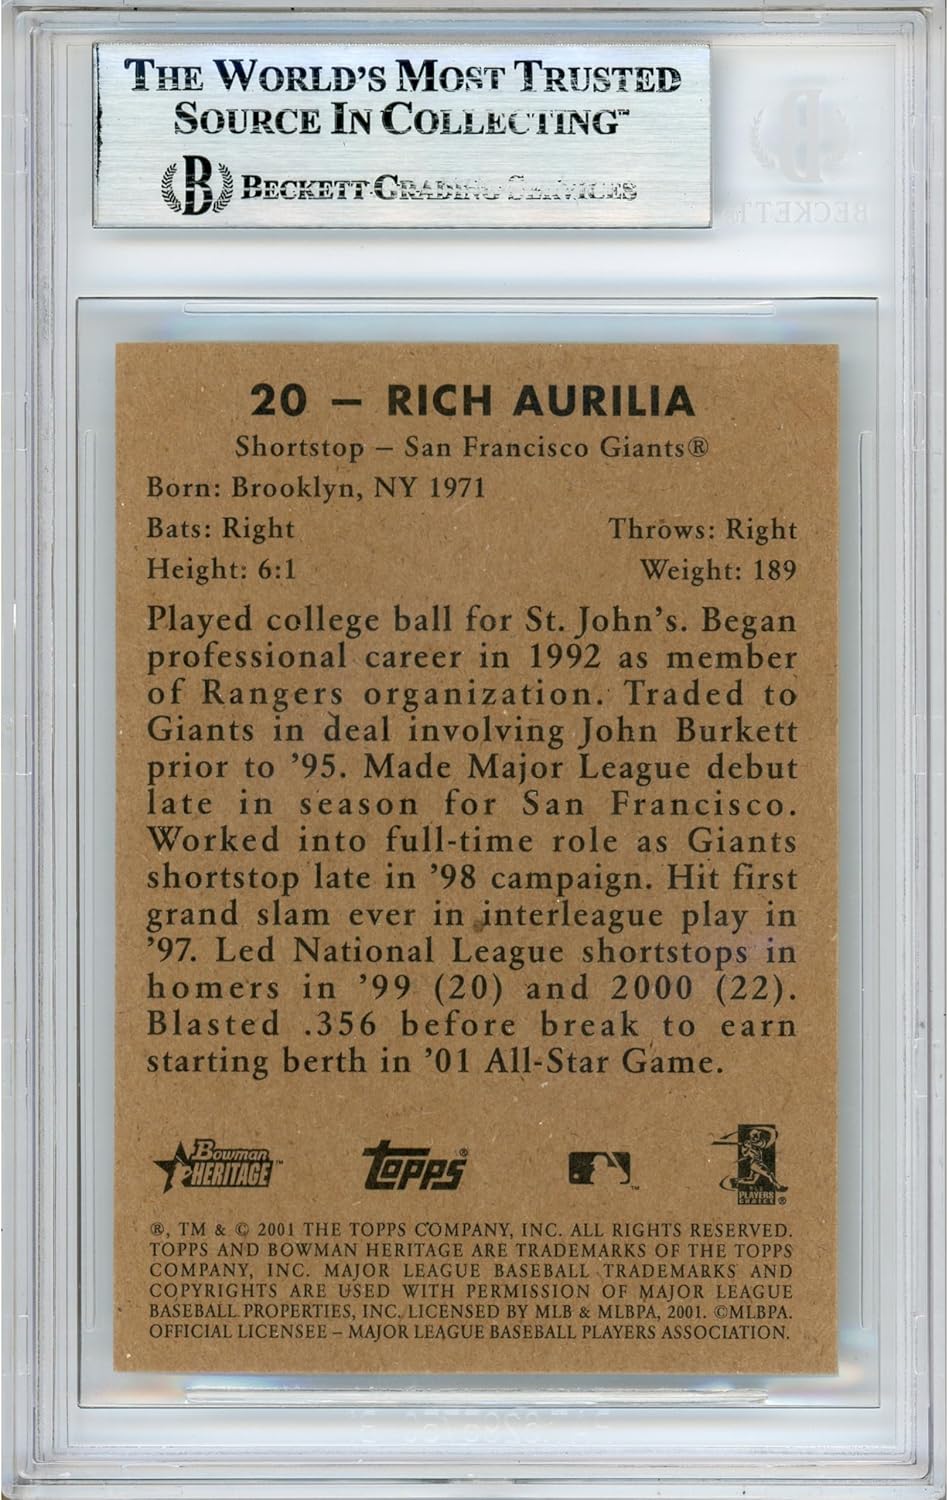 THE WORLD'S MOST TRUSTED
SOURCE IN COLLECTING™
B BECKETT GRADING SERVICES
B
BECKETT
20 – RICH AURILIA
Shortstop – San Francisco Giants®
Born: Brooklyn, NY 1971
Bats: Right Throws: Right
Height: 6:1 Weight: 189
Played college ball for St. John's. Began
professional career in 1992 as member
of Rangers organization. Traded to
Giants in deal involving John Burkett
prior to '95. Made Major League debut
late in season for San Francisco.
Worked into full-time role as Giants
shortstop late in '98 campaign. Hit first
grand slam ever in interleague play in
'97. Led National League shortstops in
homers in '99 (20) and 2000 (22).
Blasted .356 before break to earn
starting berth in '01 All-Star Game.
Bowman HERITAGE™ Topps® ™ PLAYERS CHOICE ®
®, TM & © 2001 THE TOPPS COMPANY, INC. ALL RIGHTS RESERVED.
TOPPS AND BOWMAN HERITAGE ARE TRADEMARKS OF THE TOPPS
COMPANY, INC. MAJOR LEAGUE BASEBALL TRADEMARKS AND
COPYRIGHTS ARE USED WITH PERMISSION OF MAJOR LEAGUE
BASEBALL PROPERTIES, INC. LICENSED BY MLB & MLBPA, 2001. ©MLBPA.
OFFICIAL LICENSEE – MAJOR LEAGUE BASEBALL PLAYERS ASSOCIATION.